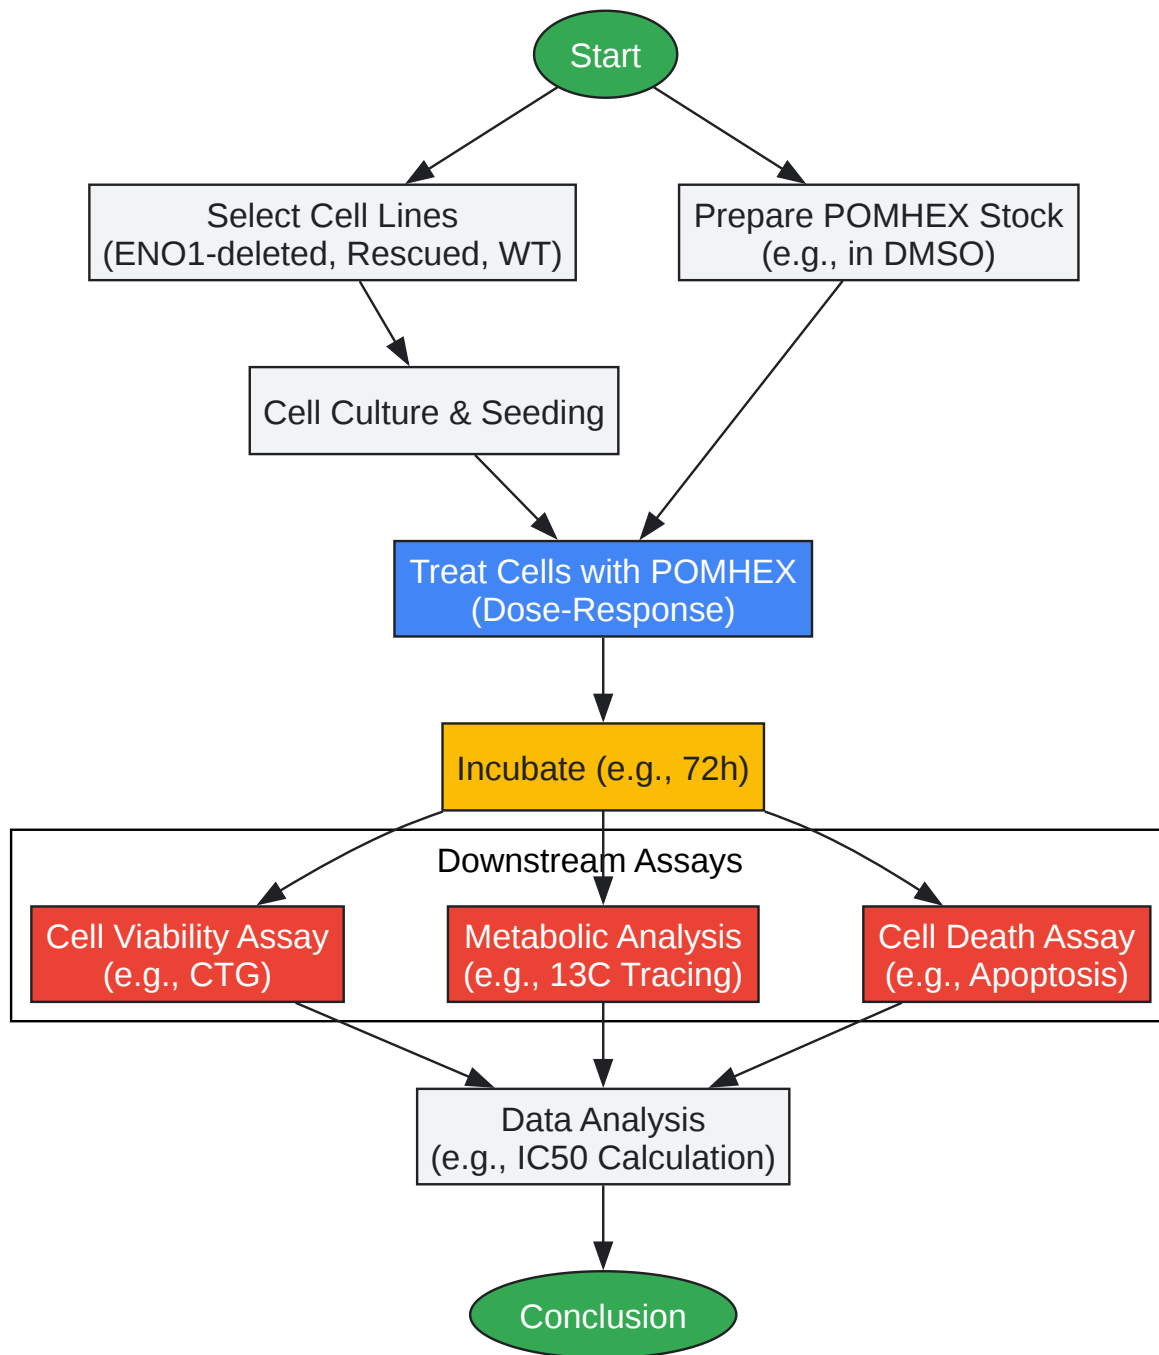 Start
Select Cell Lines
(ENO1-deleted, Rescued, WT)
Prepare POMHEX Stock
(e.g., in DMSO)
Cell Culture & Seeding
Treat Cells with POMHEX
(Dose-Response)
Incubate (e.g., 72h)
Downstream Assays
Cell Viability Assay
(e.g., CTG)
Metabolic Analysis
(e.g., 13C Tracing)
Cell Death Assay
(e.g., Apoptosis)
Data Analysis
(e.g., IC50 Calculation)
Conclusion